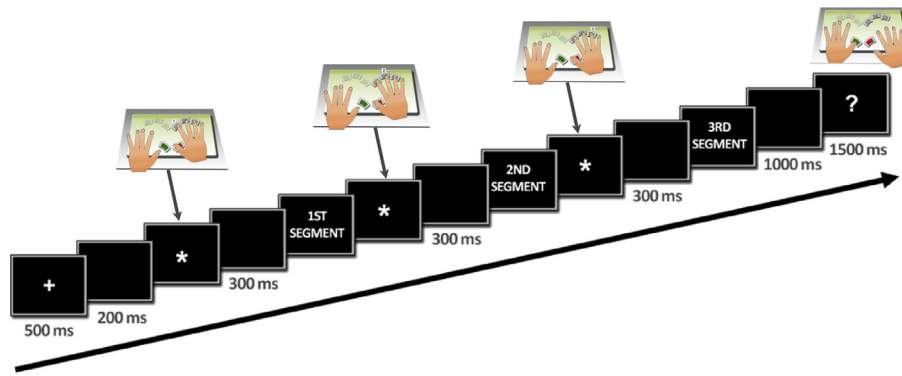 +
500 ms
200 ms
*
300 ms
1ST
SEGMENT
*
300 ms
2ND
SEGMENT
*
300 ms
3RD
SEGMENT
1000 ms
?
1500 ms